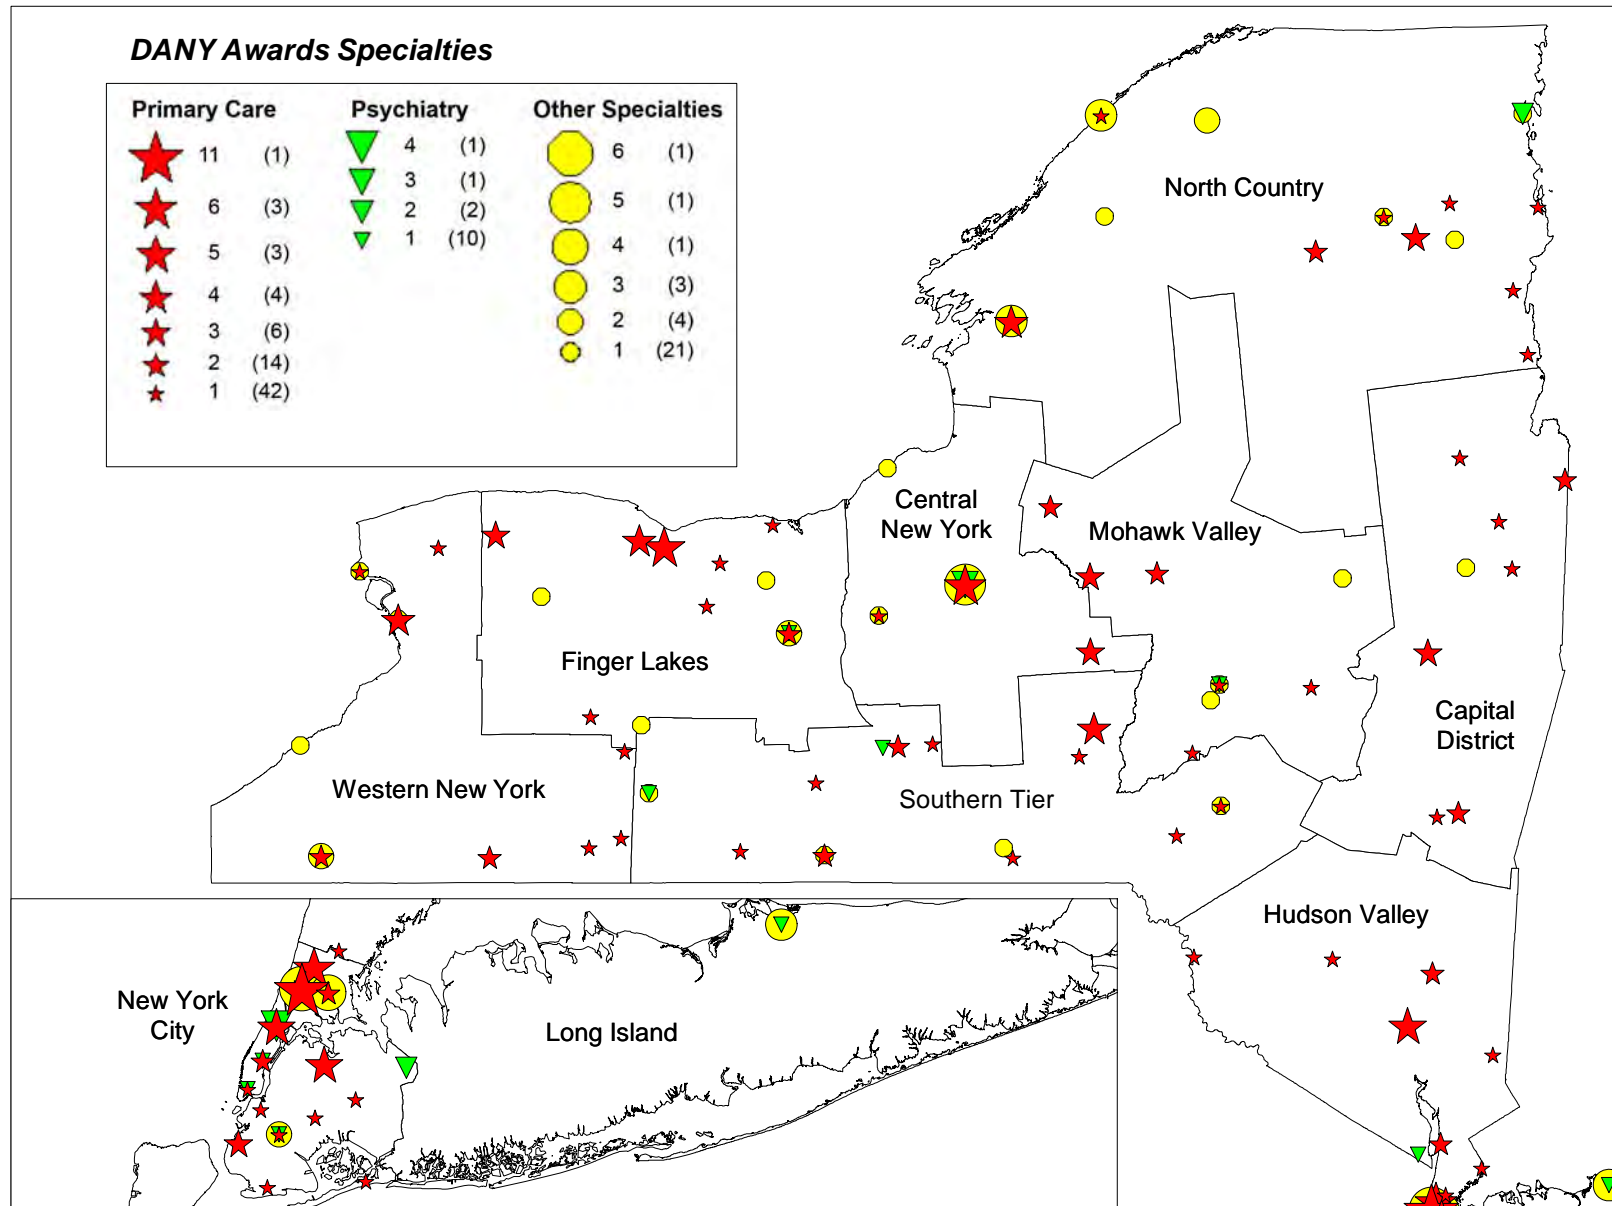 DANY Awards Specialties
Primary Care
11 (1)
6 (3)
5 (3)
4 (4)
3 (6)
2 (14)
1 (42)
Psychiatry
4 (1)
3 (1)
2 (2)
1 (10)
Other Specialties
6 (1)
5 (1)
4 (1)
3 (3)
2 (4)
1 (21)
North Country
Central
New York
Mohawk Valley
Finger Lakes
Capital
District
Western New York
Southern Tier
Hudson Valley
New York
City
Long Island